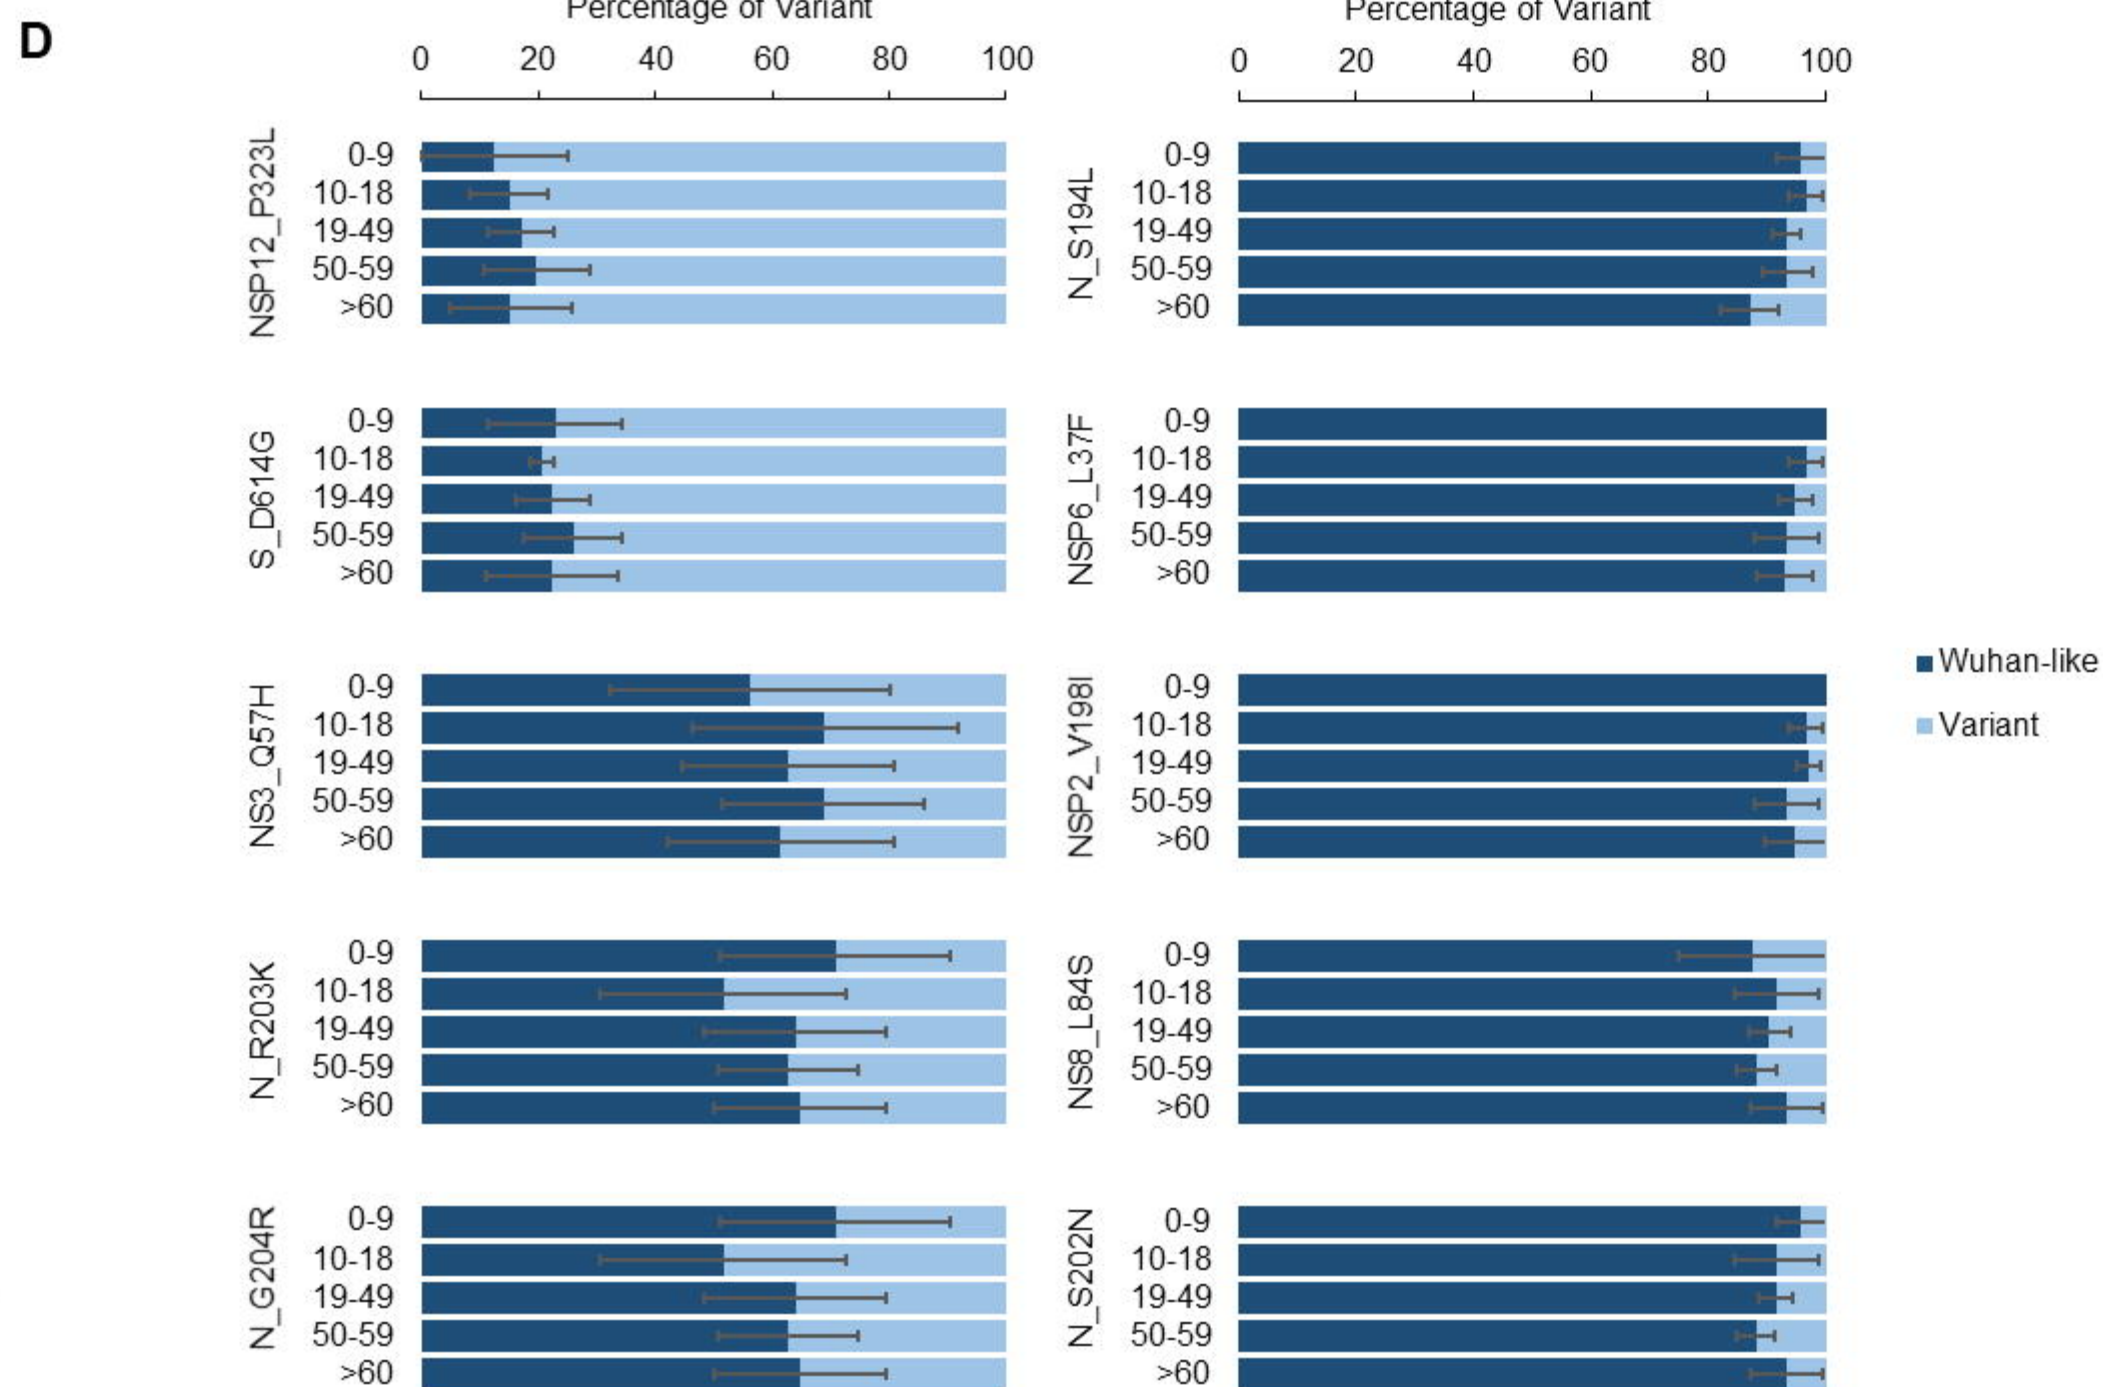 D
Percentage of Variant
0 20 40 60 80 100
NSP12_P323L
0-9
10-18
19-49
50-59
>60
S_D614G
0-9
10-18
19-49
50-59
>60
NS3_Q57H
0-9
10-18
19-49
50-59
>60
N_R203K
0-9
10-18
19-49
50-59
>60
N_G204R
0-9
10-18
19-49
50-59
>60
Percentage of Variant
0 20 40 60 80 100
N_S194L
0-9
10-18
19-49
50-59
>60
NSP6_L37F
0-9
10-18
19-49
50-59
>60
NSP2_V198I
0-9
10-18
19-49
50-59
>60
NS8_L84S
0-9
10-18
19-49
50-59
>60
N_S202N
0-9
10-18
19-49
50-59
>60
Wuhan-like
Variant